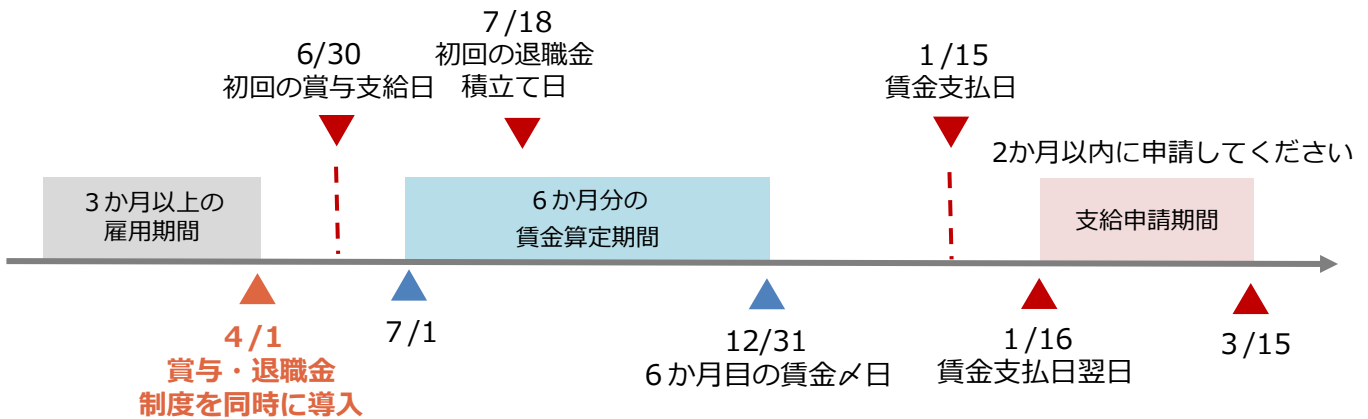 6/30
初回の賞与支給日
7/18
初回の退職金
積立て日
1/15
賃金支払日
2か月以内に申請してください
３か月以上の
雇用期間
６か月分の
賃金算定期間
支給申請期間
4/1
賞与・退職金
制度を同時に導入
7/1
12/31
６か月目の賃金〆日
1/16
賃金支払日翌日
3/15